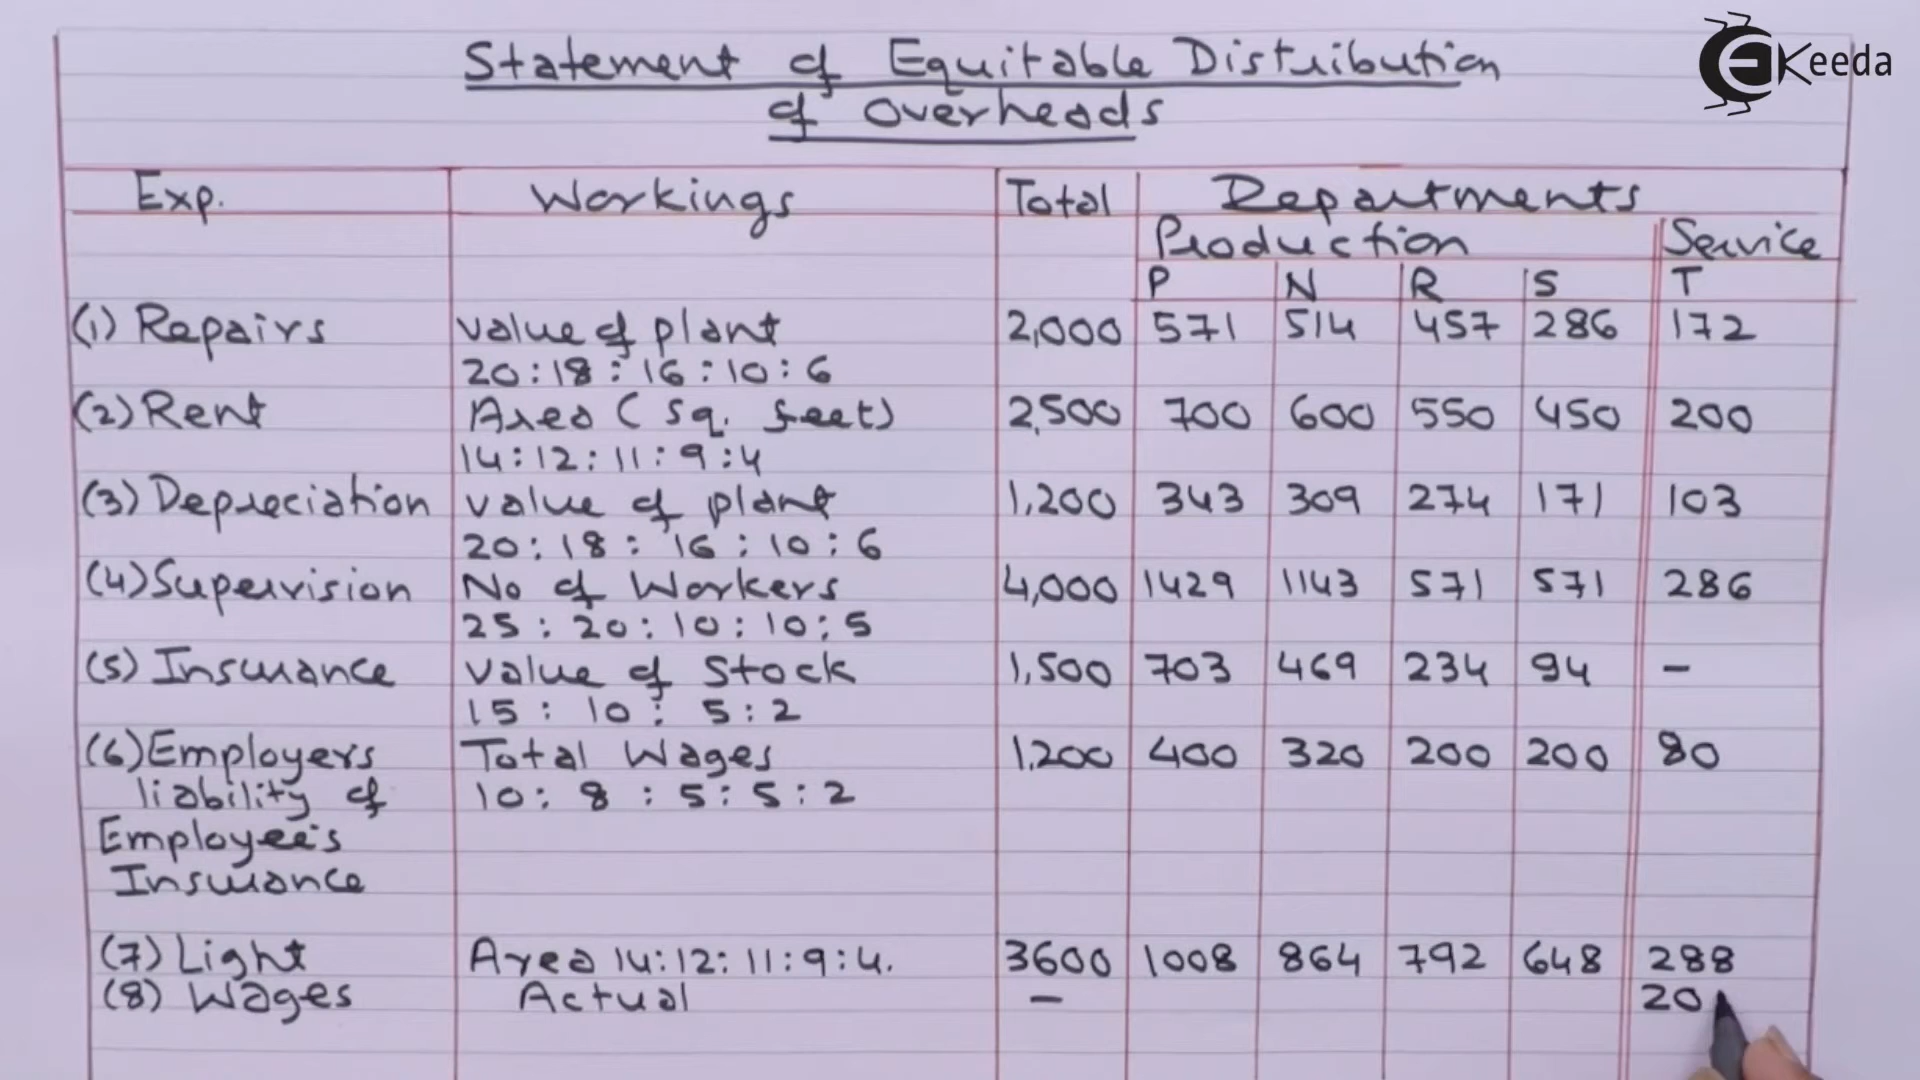 Statement of Equitable Distribution
of Overheads
EKeeda
Exp. Workings Total Departments
Production Service
P N R S T
(1) Repairs value of plant 2,000 571 514 457 286 172
20:18:16:10:6
(2) Rent Area (Sq. feet) 2,500 700 600 550 450 200
14:12:11:9:4
(3) Depreciation value of plant 1,200 343 309 274 171 103
20:18:16:10:6
(4) Supervision No of Workers 4,000 1429 1143 571 571 286
25:20:10:10:5
(5) Insurance value of Stock 1,500 703 469 234 94 -
15:10:5:2
(6) Employers Total Wages 1,200 400 320 200 200 80
liability of 10:8:5:5:2
Employee's
Insurance
(7) Light Area 14:12:11:9:4. 3600 1008 864 792 648 288
(8) Wages Actual - 20